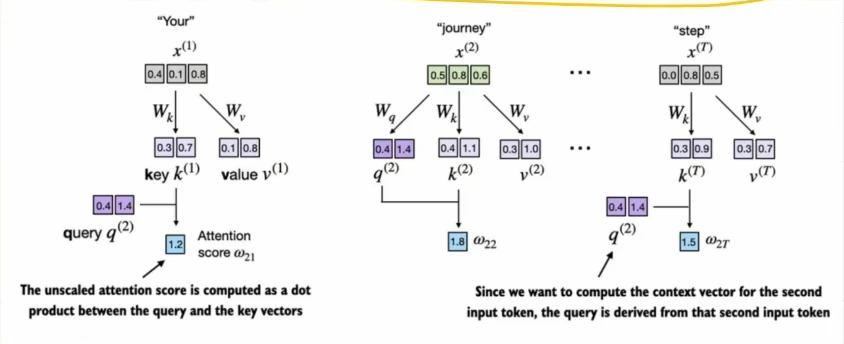 "Your"
x(1)
0.4 0.1 0.8
Wk Wv
0.3 0.7
0.1 0.8
key k(1)
value v(1)
0.4 1.4
query q(2)
1.2
Attention
score ω21
The unscaled attention score is computed as a dot
product between the query and the key vectors
"journey"
x(2)
0.5 0.8 0.6
...
Wq Wk Wv
0.4 1.4
0.4 1.1
0.3 1.0
...
q(2)
k(2)
v(2)
1.8 ω22
"step"
x(T)
0.0 0.8 0.5
Wk Wv
0.3 0.9
0.3 0.7
k(T)
v(T)
0.4 1.4
q(2)
1.5 ω2T
Since we want to compute the context vector for the second
input token, the query is derived from that second input token